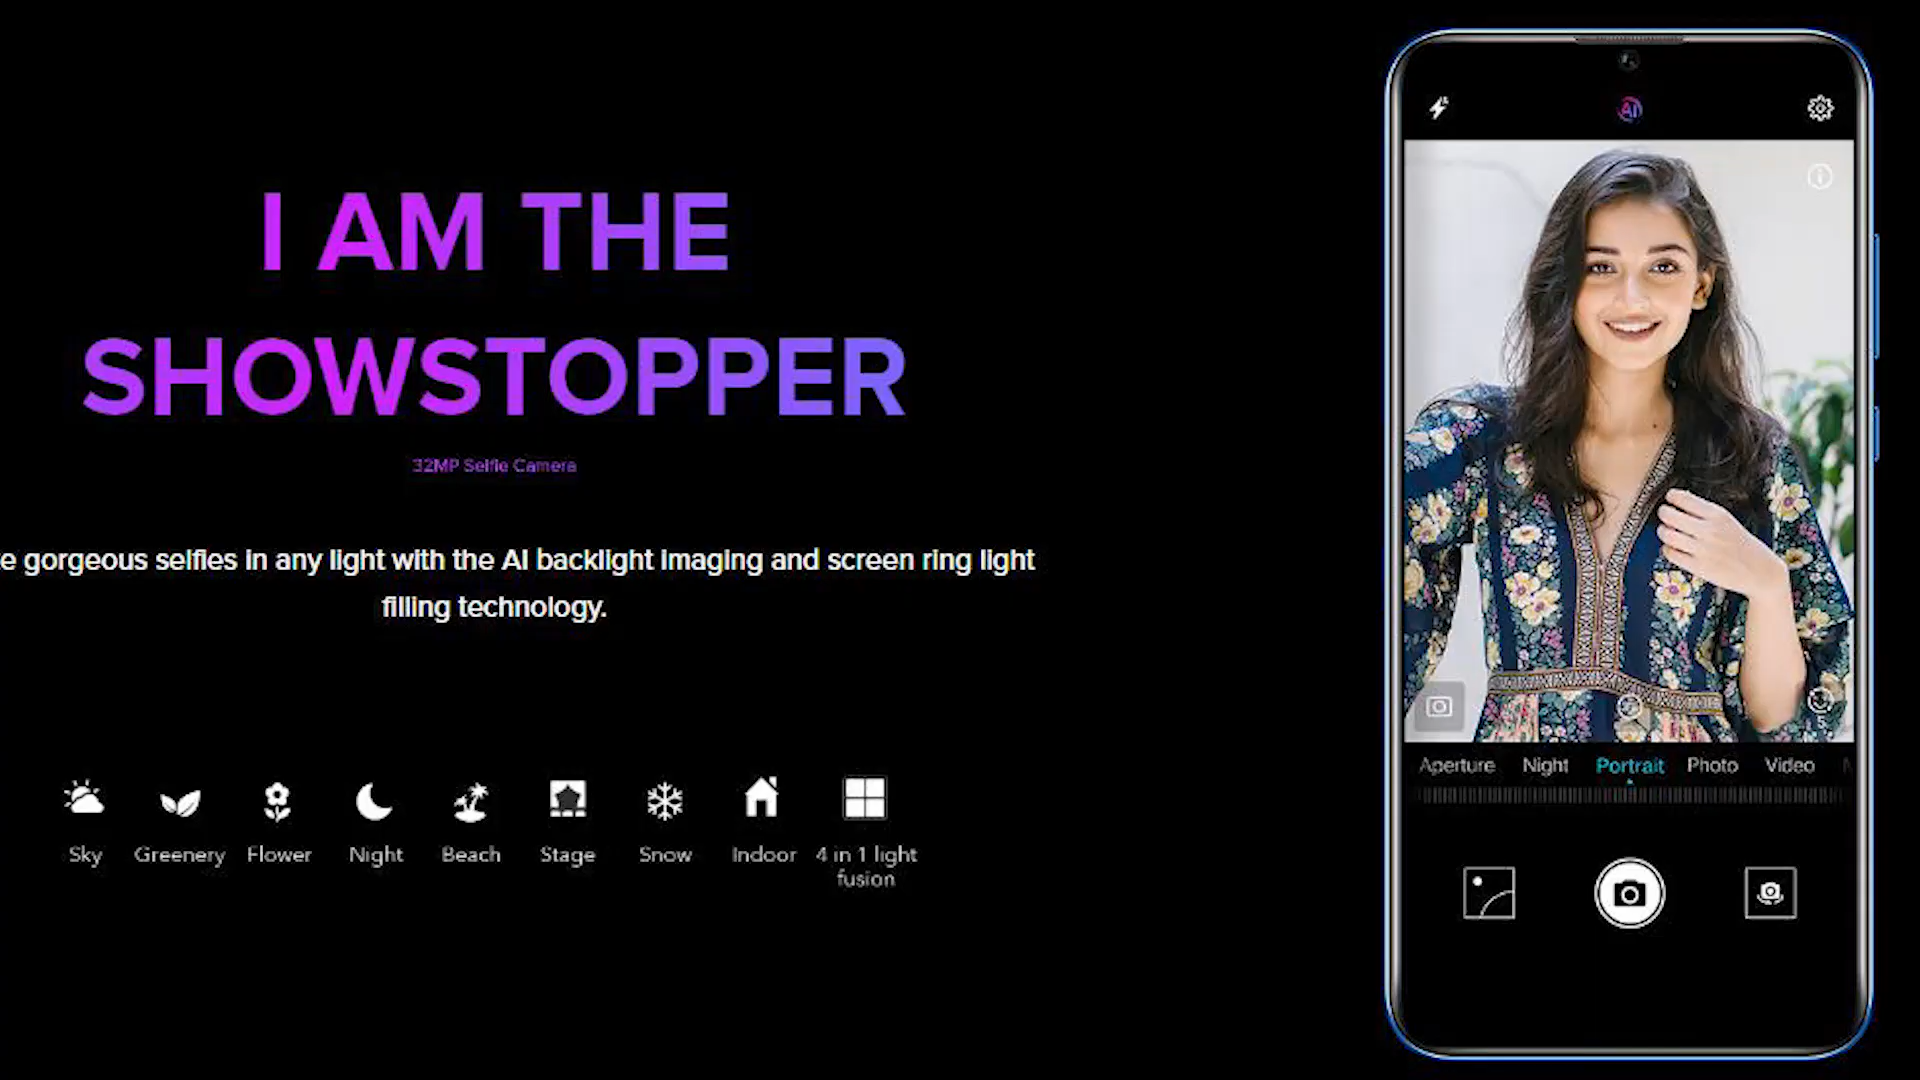 I AM THE
SHOWSTOPPER
32MP Selfie Camera
e gorgeous selfies in any light with the AI backlight imaging and screen ring light
filling technology.
Sky Greenery Flower Night Beach Stage Snow Indoor 4 in 1 light
fusion
AI
Aperture Night Portrait Photo Video